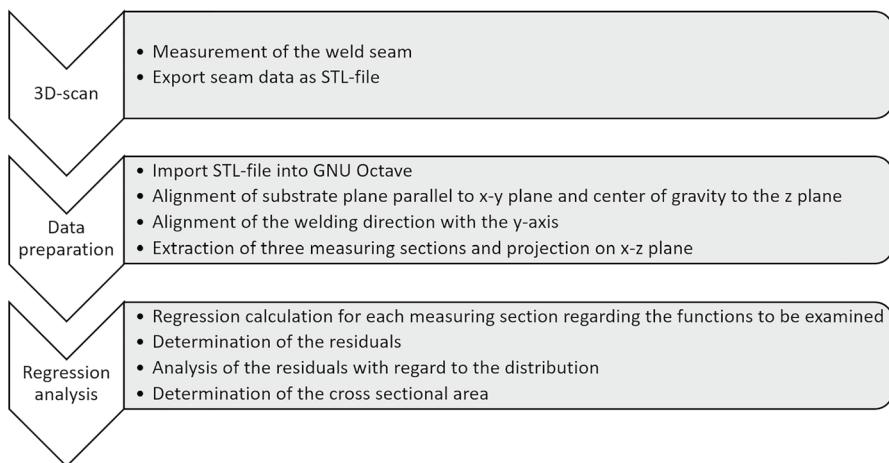 3D-scan
• Measurement of the weld seam
• Export seam data as STL-file
Data
preparation
• Import STL-file into GNU Octave
• Alignment of substrate plane parallel to x-y plane and center of gravity to the z plane
• Alignment of the welding direction with the y-axis
• Extraction of three measuring sections and projection on x-z plane
Regression
analysis
• Regression calculation for each measuring section regarding the functions to be examined
• Determination of the residuals
• Analysis of the residuals with regard to the distribution
• Determination of the cross sectional area